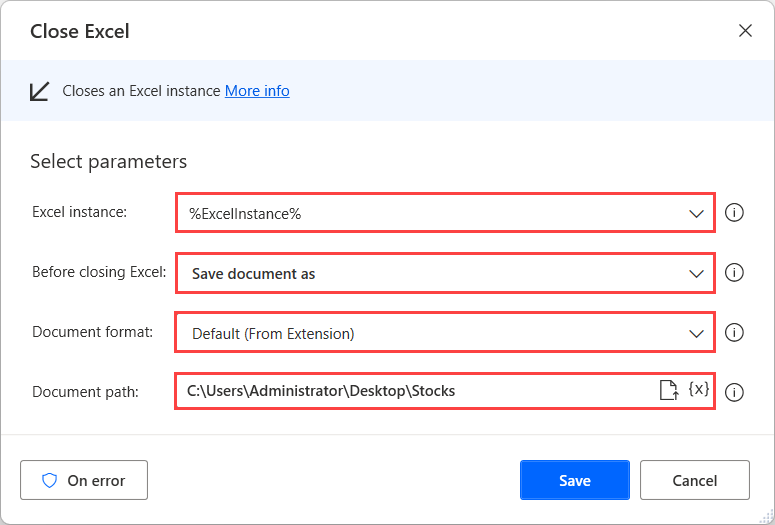 Close Excel
Closes an Excel instance More info
Select parameters
Excel instance: %ExcelInstance%
Before closing Excel: Save document as
Document format: Default (From Extension)
Document path: C:\Users\Administrator\Desktop\Stocks {x}
On error Save Cancel